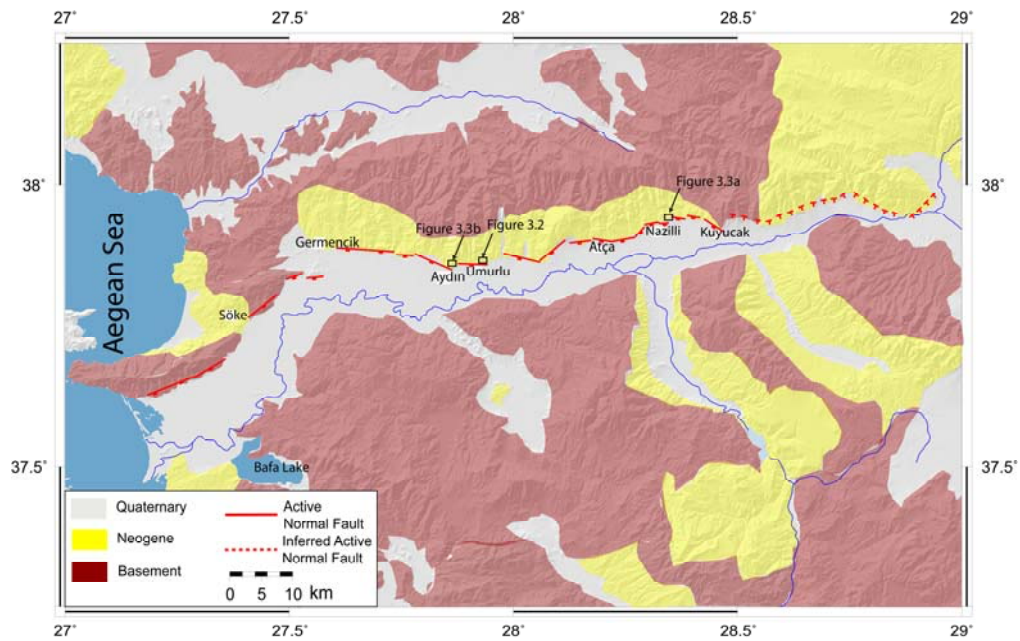 27˚ 27.5˚ 28˚ 28.5˚ 29˚
38˚ 38˚
Figure 3.3a
Germencik
Figure 3.3b
Figure 3.2
Nazilli
Kuyucak
Atça
Aydın
Umurlu
Aegean Sea
Söke
37.5˚ 37.5˚
Bafa Lake
Quaternary
Neogene
Basement
Active
Normal Fault
Inferred Active
Normal Fault
0 5 10 km
27˚ 27.5˚ 28˚ 28.5˚ 29˚